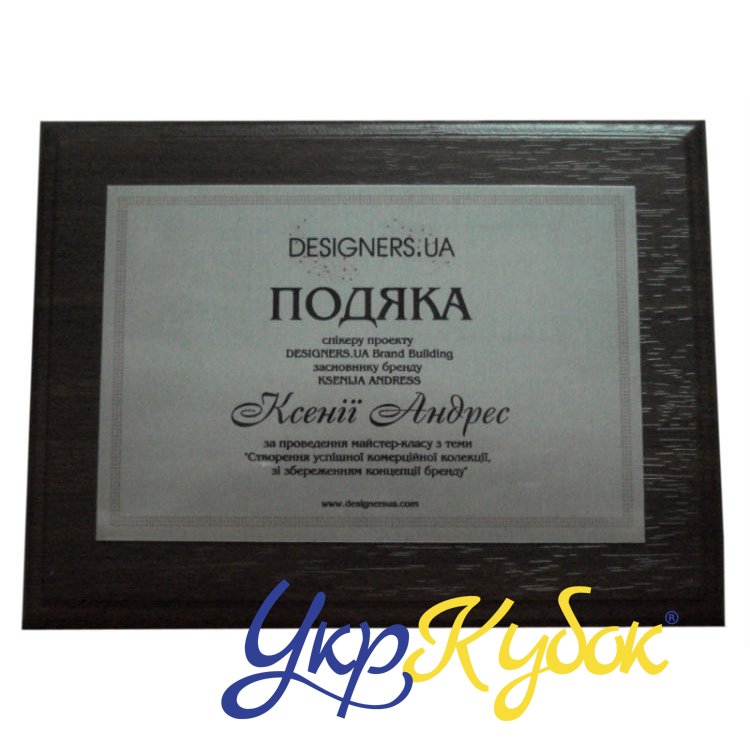 DESIGNERS.UA
ПОДЯКА
спікеру проекту
DESIGNERS.UA Brand Building
засновнику бренду
KSENIJA ANDRESS
Ксенії Андрес
за проведення майстер-класу з теми
"Створення успішної комерційної колекції,
зі збереженням концепції бренду"
www.designersua.com
УкрКубок®